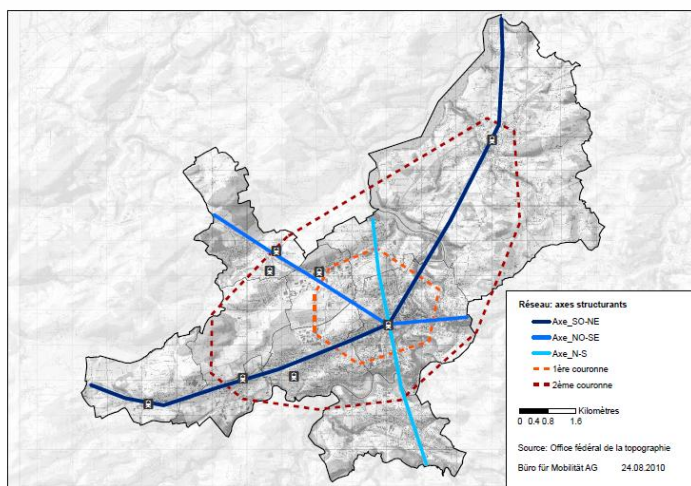 Réseau: axes structurants
Axe_SO-NE
Axe_NO-SE
Axe_N-S
1ère couronne
2ème couronne
Kilomètres
0 0.4 0.8 1.6
Source: Office fédéral de la topographie
Büro für Mobilität AG 24.08.2010